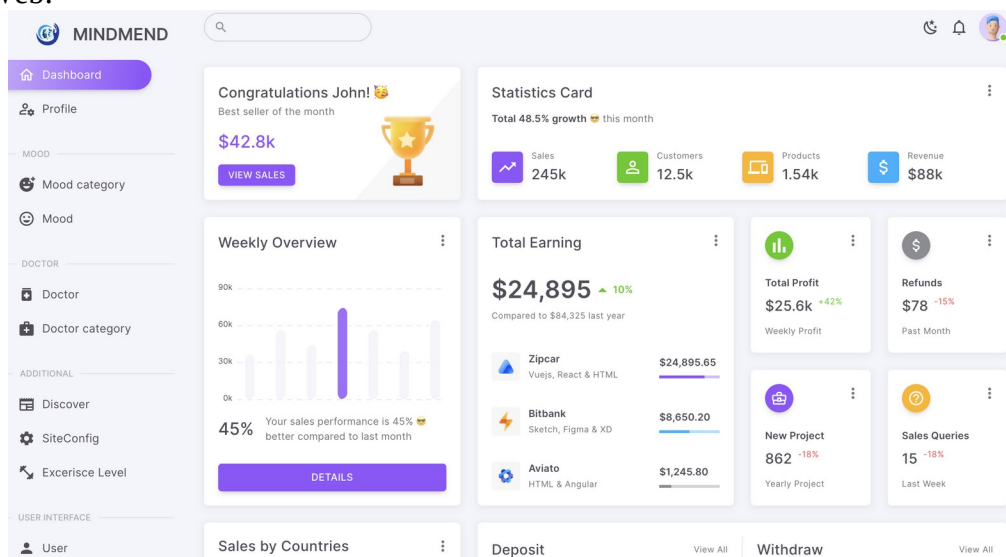 MINDMEND
Dashboard
Profile
MOOD
Mood category
Mood
DOCTOR
Doctor
Doctor category
ADDITIONAL
Discover
SiteConfig
Excerisce Level
USER INTERFACE
User
Congratulations John! 🥳
Best seller of the month
$42.8k
VIEW SALES
Statistics Card
Total 48.5% growth 😎 this month
Sales
245k
Customers
12.5k
Products
1.54k
Revenue
$88k
Weekly Overview
90k
60k
30k
0k
45%
Your sales performance is 45% 😎
better compared to last month
DETAILS
Total Earning
$24,895 10%
Compared to $84,325 last year
Zipcar
Vuejs, React & HTML
$24,895.65
Bitbank
Sketch, Figma & XD
$8,650.20
Aviato
HTML & Angular
$1,245.80
Total Profit
$25.6k +42%
Weekly Profit
Refunds
$78 -15%
Past Month
New Project
862 -18%
Yearly Project
Sales Queries
15 -18%
Last Week
Sales by Countries
Deposit
View All
Withdraw
View All